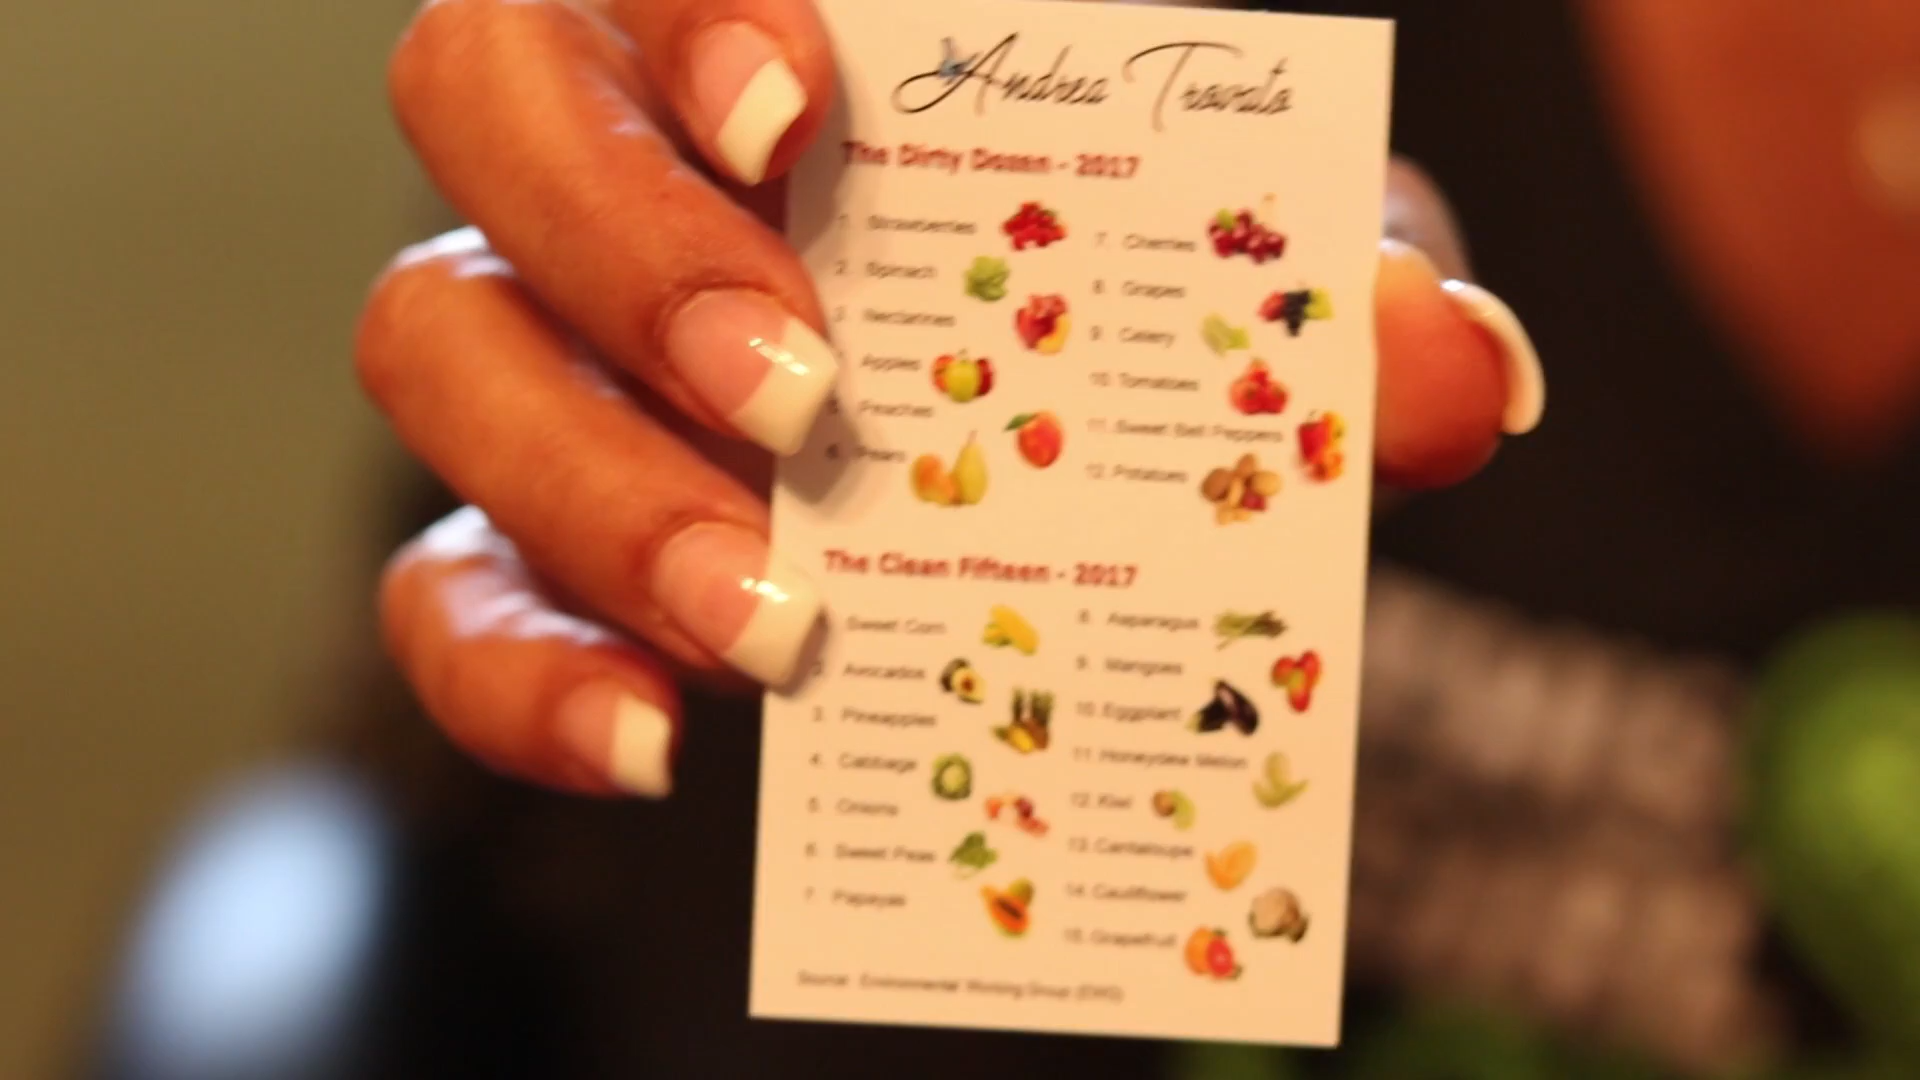 Andrea Trovato
The Dirty Dozen - 2017
1. Strawberries
2. Spinach
3. Nectarines
Apples
5. Peaches
6. Pears
7. Cherries
8. Grapes
9. Celery
10. Tomatoes
11. Sweet Bell Peppers
12. Potatoes
The Clean Fifteen - 2017
Sweet Corn
2. Avocados
3. Pineapples
4. Cabbage
5. Onions
6. Sweet Peas
7. Papayas
8. Asparagus
9. Mangoes
10. Eggplant
11. Honeydew Melon
12. Kiwi
13. Cantaloupe
14. Cauliflower
15. Grapefruit
Source: Environmental Working Group (EWG)